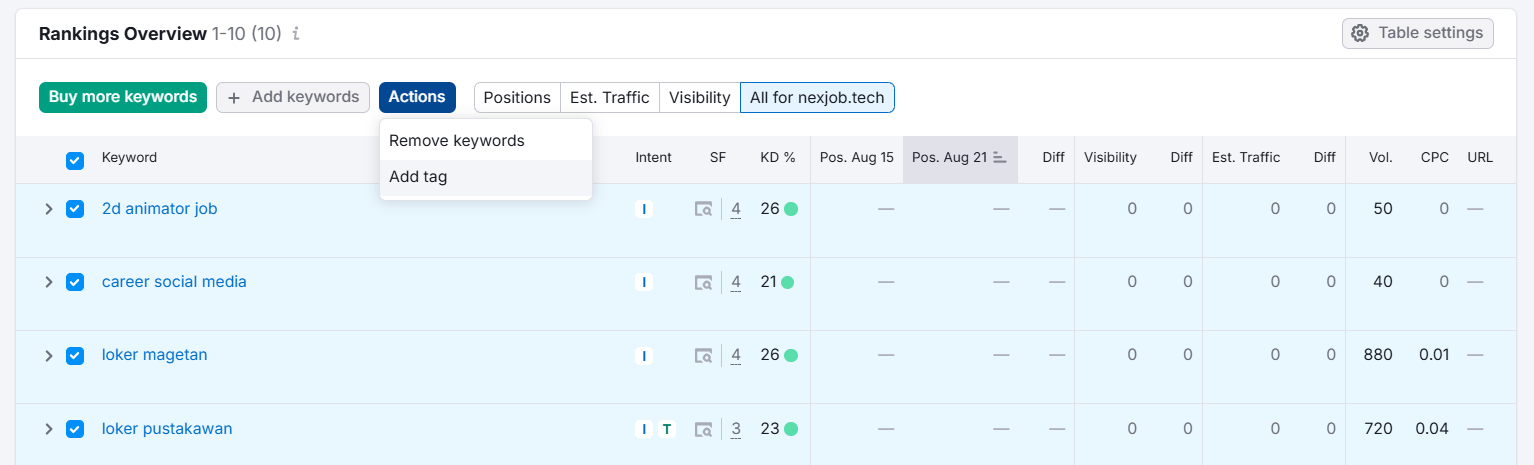 Rankings Overview 1-10 (10) i
Table settings
Buy more keywords + Add keywords Actions Positions Est. Traffic Visibility All for nexjob.tech
Remove keywords
Add tag
Keyword Intent SF KD % Pos. Aug 15 Pos. Aug 21 Diff Visibility Diff Est. Traffic Diff Vol. CPC URL
2d animator job I 4 26 — — — 0 0 0 0 50 0 —
career social media I 4 21 — — — 0 0 0 0 40 0 —
loker magetan I 4 26 — — — 0 0 0 0 880 0.01 —
loker pustakawan I T 3 23 — — — 0 0 0 0 720 0.04 —